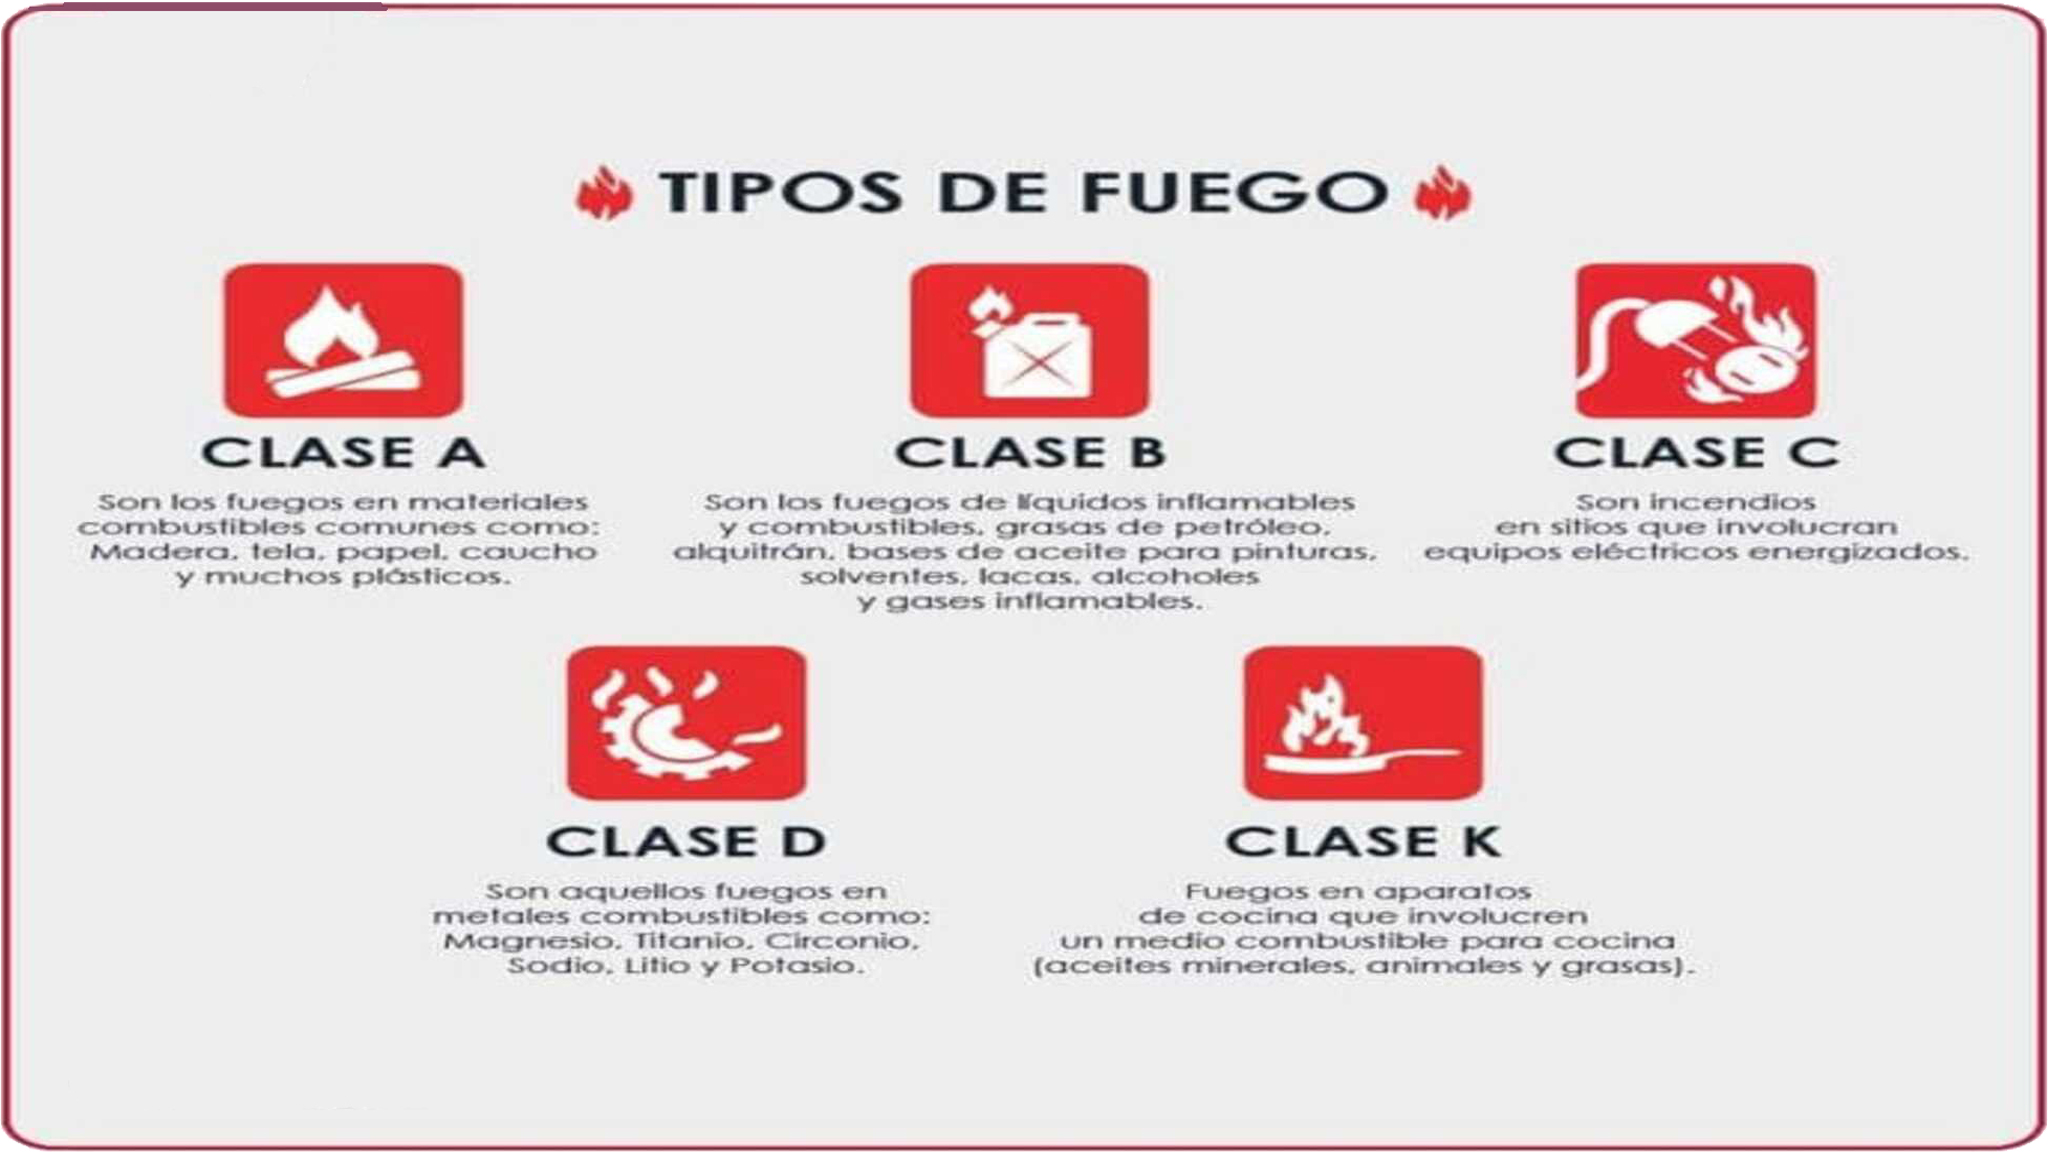 TIPOS DE FUEGO
CLASE A
Son los fuegos en materiales
combustibles comunes como:
Madera, tela, papel, caucho
y muchos plásticos.
CLASE B
Son los fuegos de líquidos inflamables
y combustibles, grasas de petróleo,
alquitrán, bases de aceite para pinturas,
solventes, lacas, alcoholes
y gases inflamables.
CLASE C
Son incendios
en sitios que involucran
equipos eléctricos energizados.
CLASE D
Son aquellos fuegos en
metales combustibles como:
Magnesio, Titanio, Circonio,
Sodio, Litio y Potasio.
CLASE K
Fuegos en aparatos
de cocina que involucren
un medio combustible para cocina
(aceites minerales, animales y grasas).